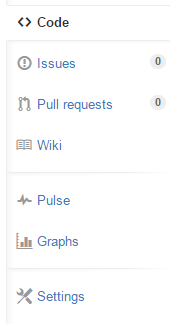 Code
Issues 0
Pull requests 0
Wiki
Pulse
Graphs
Settings